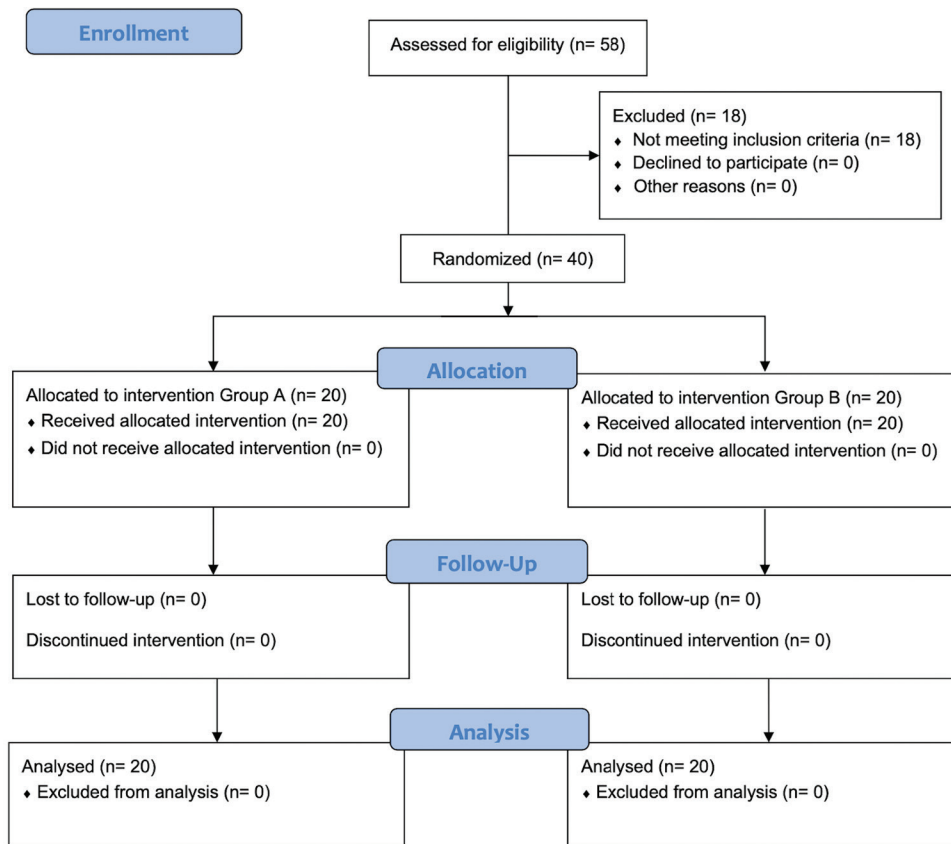 Enrollment
Assessed for eligibility (n= 58)
Excluded (n= 18)
♦ Not meeting inclusion criteria (n= 18)
♦ Declined to participate (n= 0)
♦ Other reasons (n= 0)
Randomized (n= 40)
Allocation
Allocated to intervention Group A (n= 20)
♦ Received allocated intervention (n= 20)
♦ Did not receive allocated intervention (n= 0)
Allocated to intervention Group B (n= 20)
♦ Received allocated intervention (n= 20)
♦ Did not receive allocated intervention (n= 0)
Follow-Up
Lost to follow-up (n= 0)
Discontinued intervention (n= 0)
Lost to follow-up (n= 0)
Discontinued intervention (n= 0)
Analysis
Analysed (n= 20)
♦ Excluded from analysis (n= 0)
Analysed (n= 20)
♦ Excluded from analysis (n= 0)